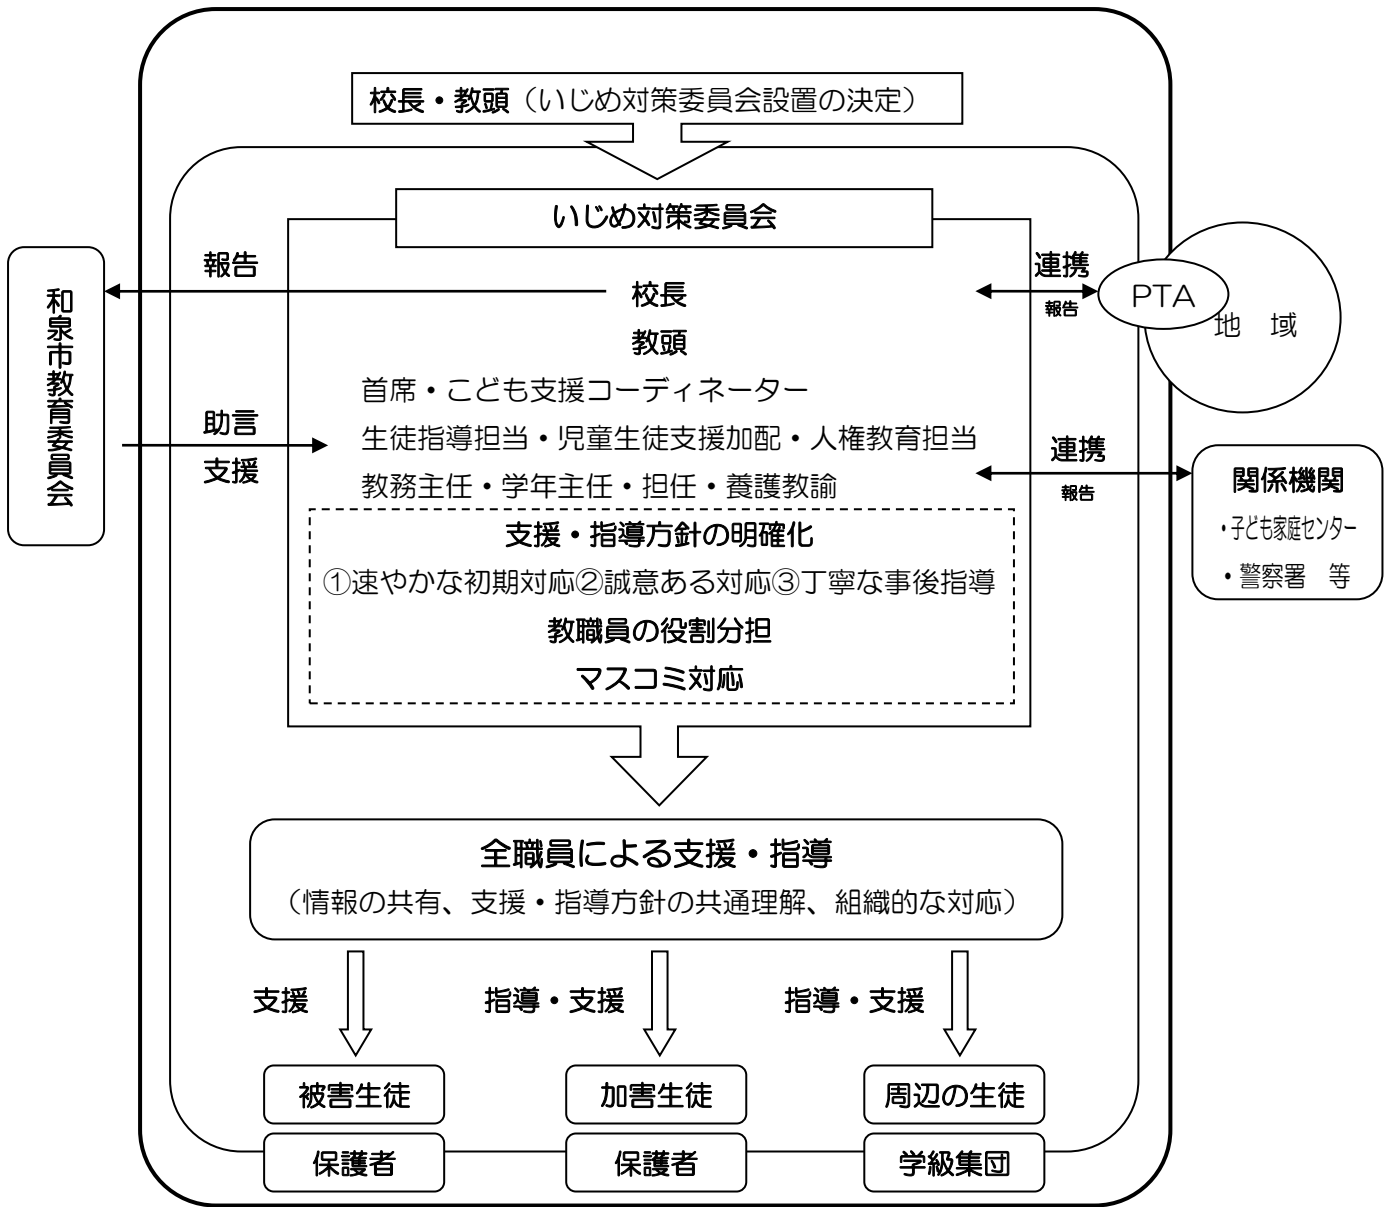 校長・教頭（いじめ対策委員会設置の決定）
いじめ対策委員会
報告
連携
報告
和泉市教育委員会
校長
教頭
首席・こども支援コーディネーター
生徒指導担当・児童生徒支援加配・人権教育担当
教務主任・学年主任・担任・養護教諭
PTA
地　域
助言
支援
連携
報告
関係機関
・子ども家庭センター
・警察署　等
支援・指導方針の明確化
①速やかな初期対応②誠意ある対応③丁寧な事後指導
教職員の役割分担
マスコミ対応
全職員による支援・指導
（情報の共有、支援・指導方針の共通理解、組織的な対応）
支援
指導・支援
指導・支援
被害生徒
加害生徒
周辺の生徒
保護者
保護者
学級集団